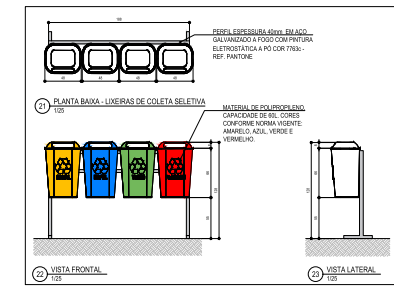 PERFIL ESPESSURA 40mm EM AÇO
GALVANIZADO A FOGO COM PINTURA
ELETROSTÁTICA A PÓ COR 7763c -
REF. PANTONE
21 PLANTA BAIXA - LIXEIRAS DE COLETA SELETIVA
1/25
MATERIAL DE POLIPROPILENO,
CAPACIDADE DE 60L. CORES
CONFORME NORMA VIGENTE:
AMARELO, AZUL, VERDE E
VERMELHO.
22 VISTA FRONTAL
1/25
23 VISTA LATERAL
1/25